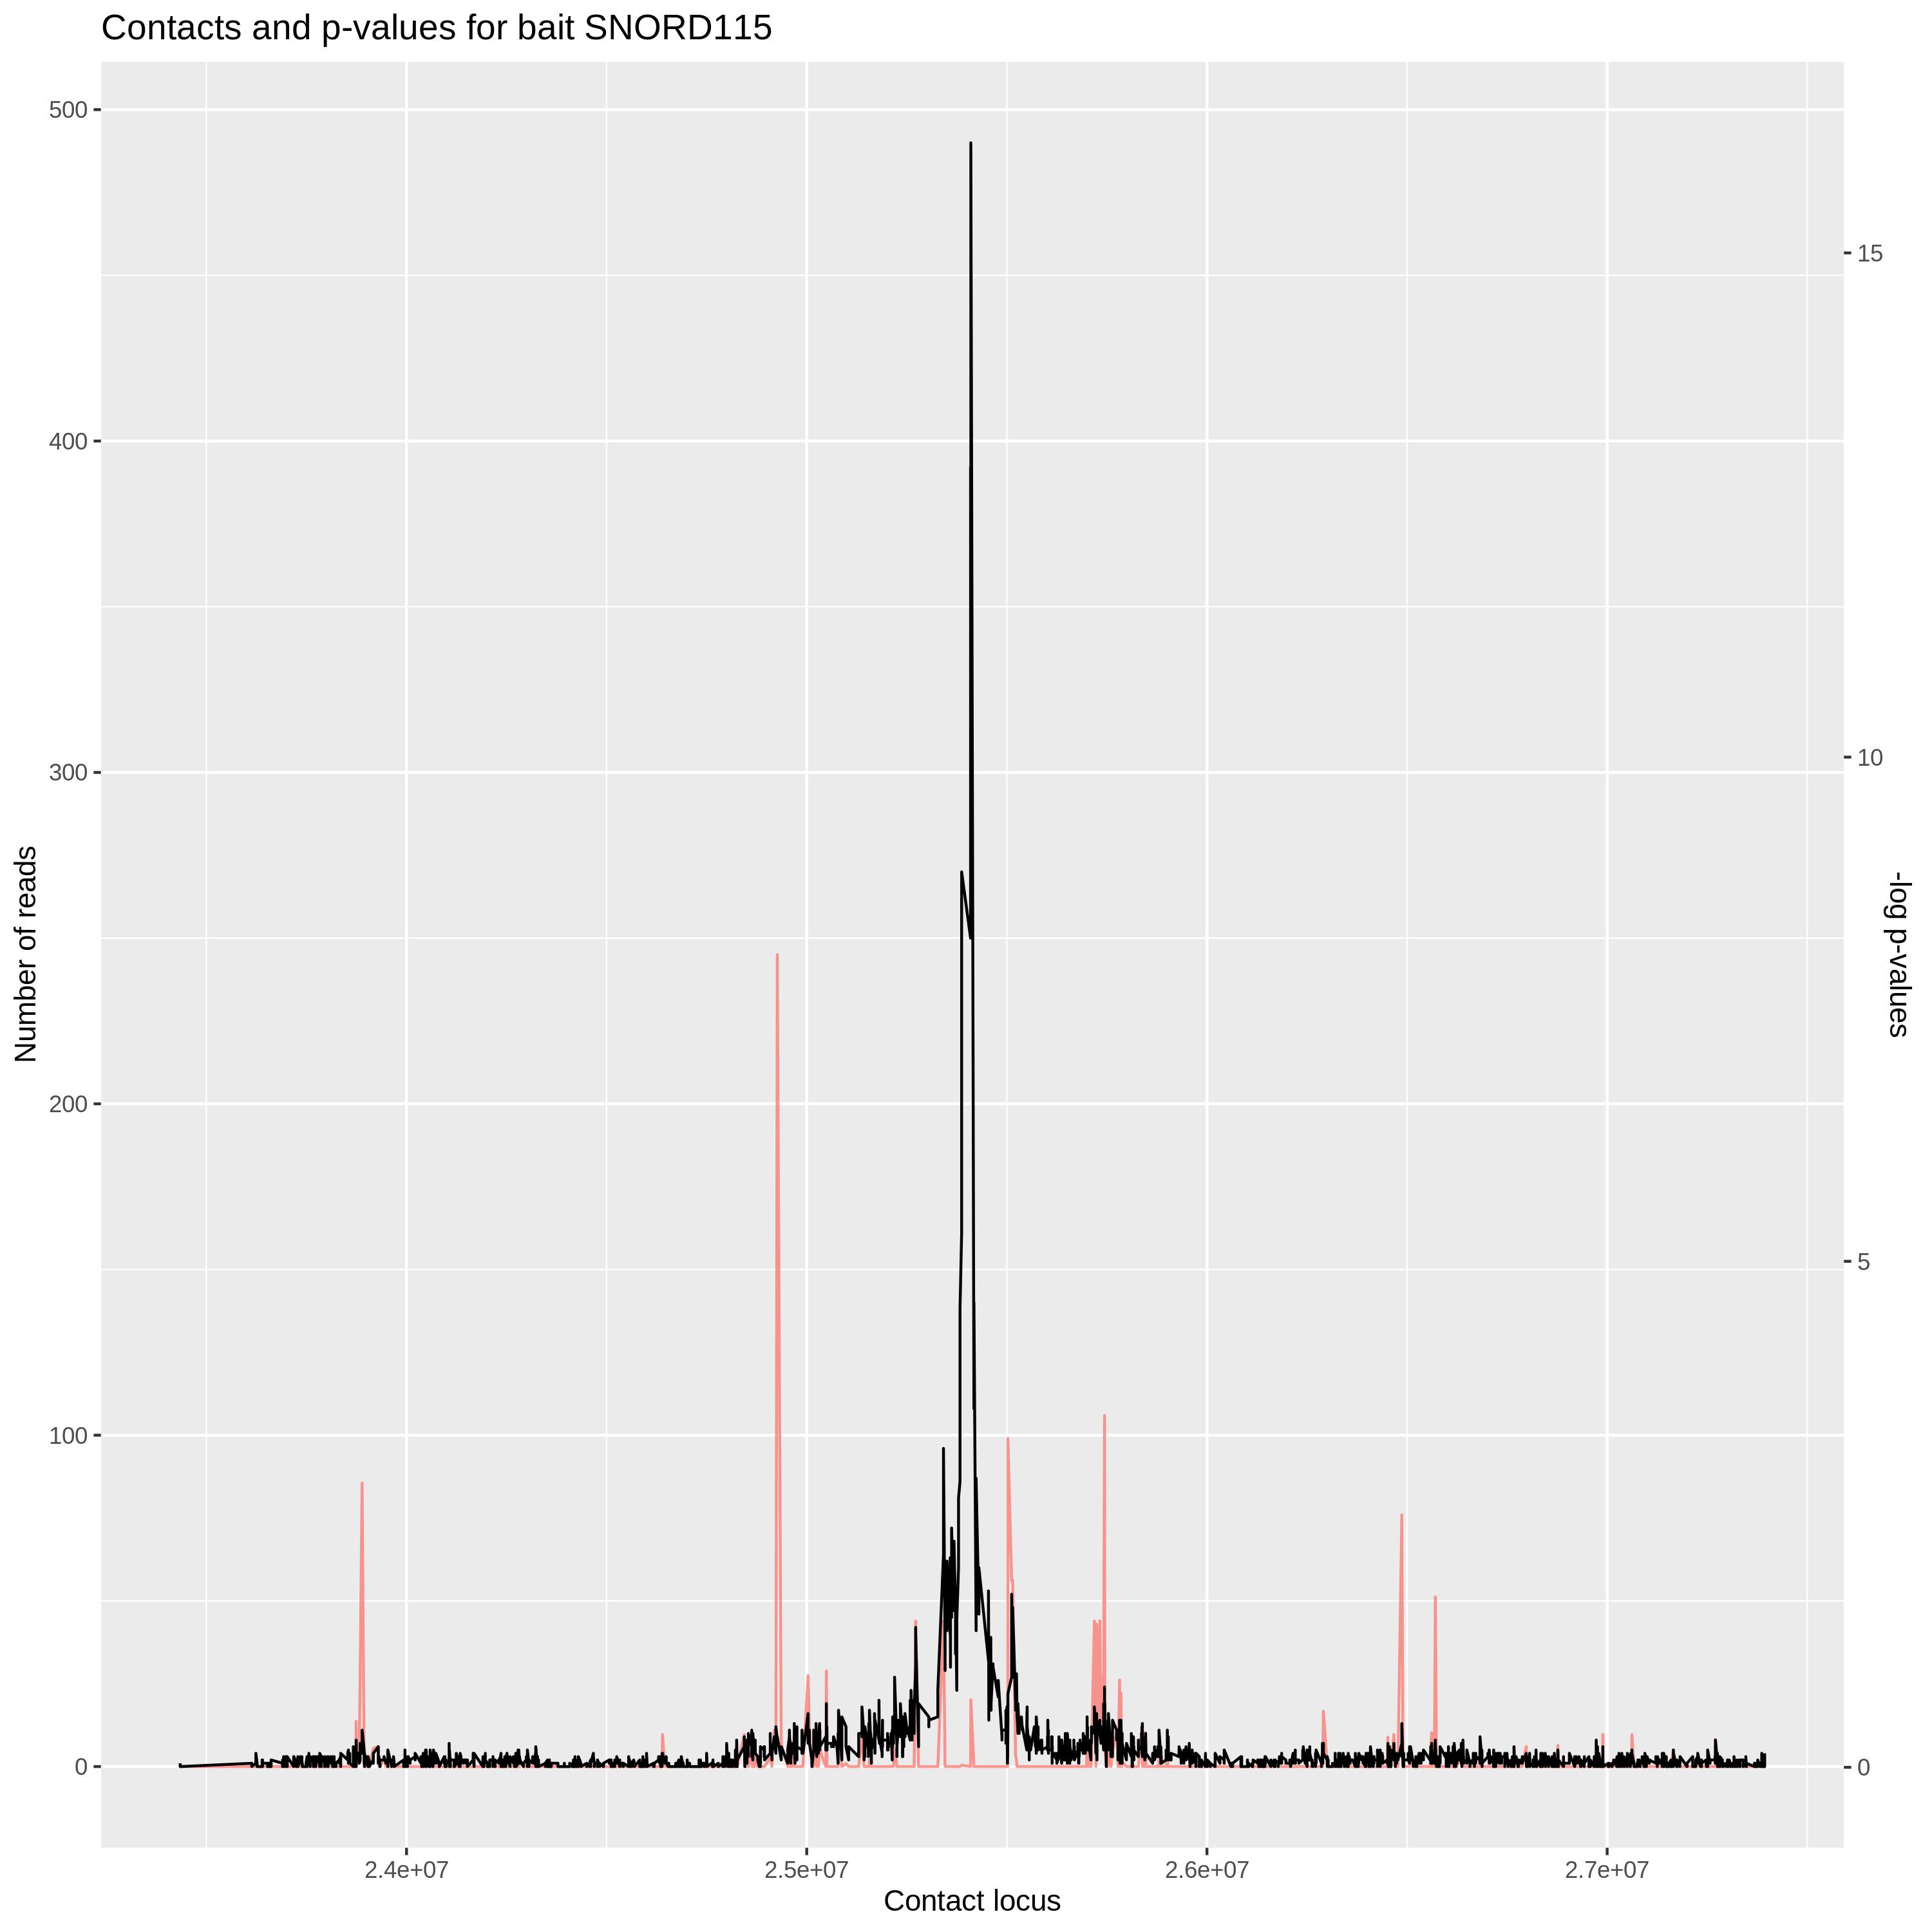 Contacts and p-values for bait SNORD115
500
400
300
200
100
0
Number of reads
15
10
5
0
-log p-values
2.4e+07
2.5e+07
2.6e+07
2.7e+07
Contact locus